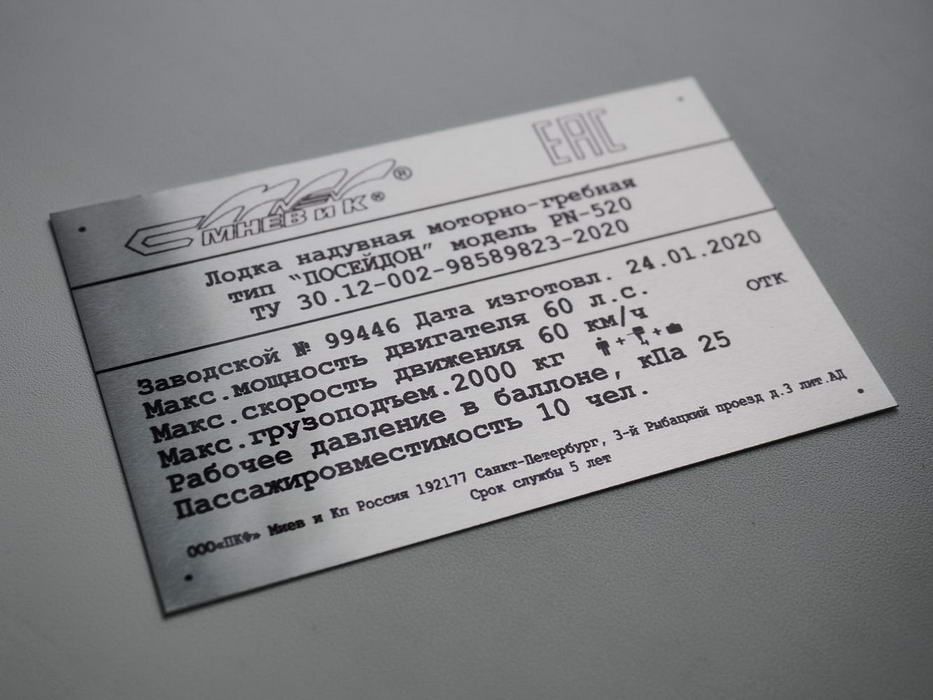 EAC
МНЕВ и К® ®
Лодка надувная моторно-гребная
тип “ПОСЕЙДОН” модель PN-520
ТУ 30.12-002-98589823-2020
Заводской № 99446 Дата изготовл. 24.01.2020
Макс.мощность двигателя 60 л.с.
ОТК
Макс.скорость движения 60 км/ч
Макс.грузоподъем.2000 кг
Рабочее давление в баллоне, кПа 25
Пассажировместимость 10 чел.
ООО«ПКФ» Миев и Кп Россия 192177 Санкт-Петербург, 3-й Рыбацкий проезд д.3 лит.АД
Срок службы 5 лет